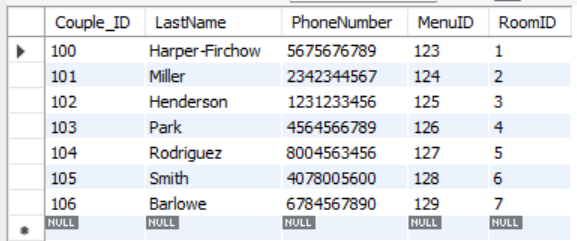 Couple_ID LastName PhoneNumber MenuID RoomID
100 Harper-Firchow 5675676789 123 1
101 Miller 2342344567 124 2
102 Henderson 1231233456 125 3
103 Park 4564566789 126 4
104 Rodriguez 8004563456 127 5
105 Smith 4078005600 128 6
106 Barlowe 6784567890 129 7
NULL NULL NULL NULL NULL